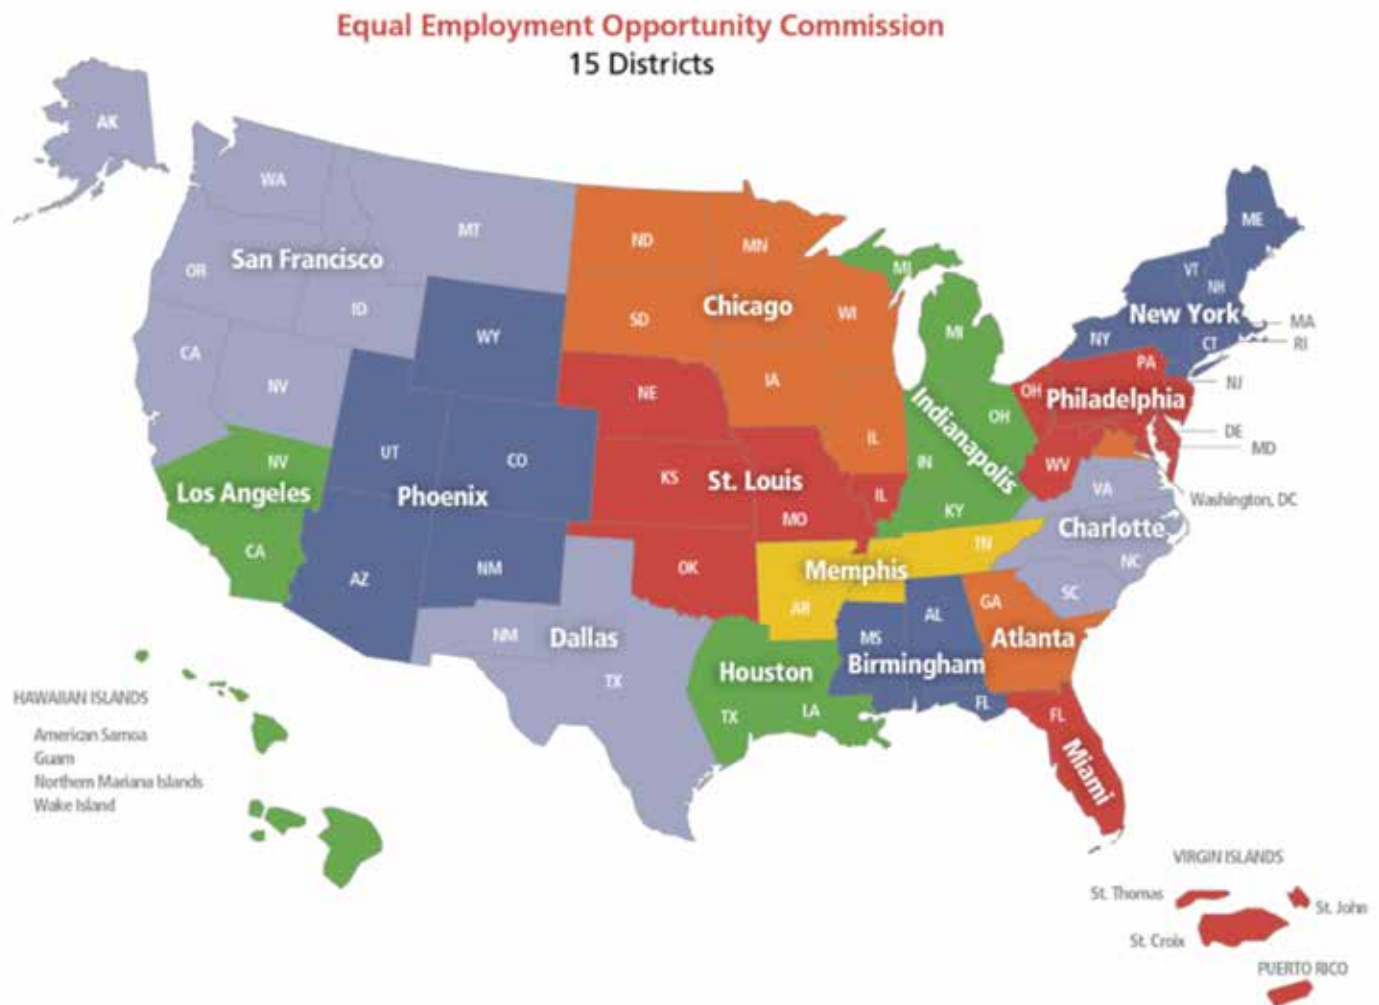 Equal Employment Opportunity Commission
15 Districts
AK
WA
MT
ND
MN
ME
OR
San Francisco
ID
WY
SD
Chicago
WI
MI
MI
VT
NH
New York
MA
NY
CT
RI
CA
NV
NE
IA
IL
OH
OH
PA
Philadelphia
NJ
DE
MD
Indianapolis
IN
KY
WV
VA
Washington, DC
NV
Los Angeles
CA
UT
CO
Phoenix
AZ
NM
KS
St. Louis
IL
MO
OK
Charlotte
NC
SC
TN
Memphis
AR
NM
Dallas
TX
Houston
TX
LA
MS
AL
Birmingham
FL
GA
Atlanta
FL
Miami
HAWAIIAN ISLANDS
American Samoa
Guam
Northern Mariana Islands
Wake Island
VIRGIN ISLANDS
St. Thomas
St. John
St. Croix
PUERTO RICO